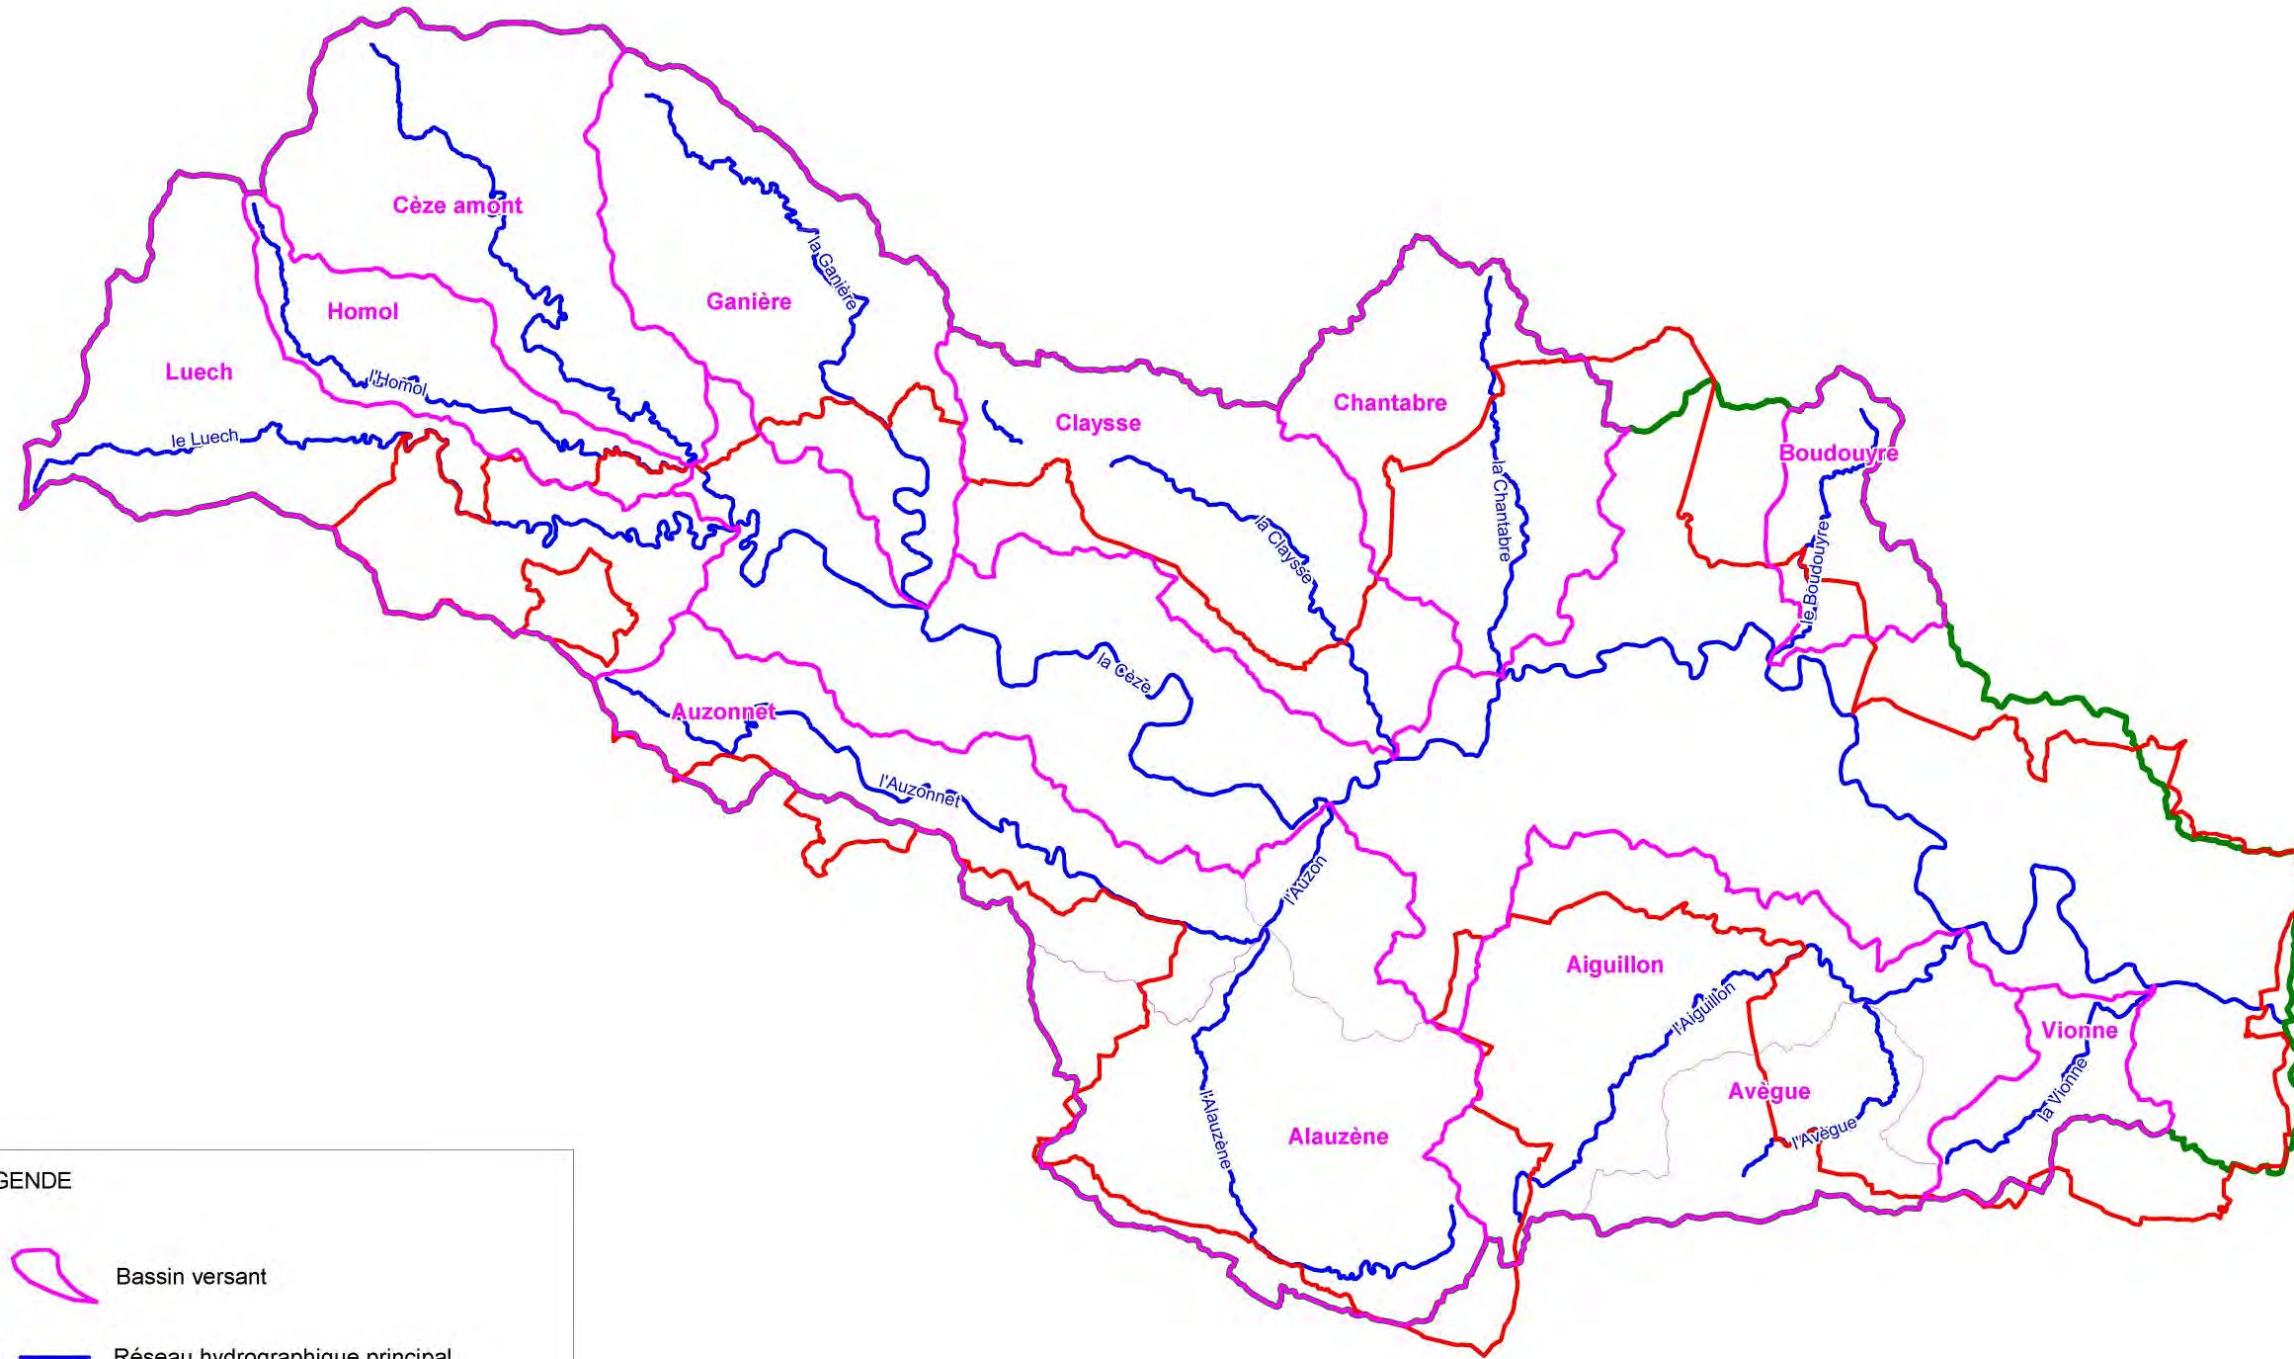 Cèze amont
la Ganière
Ganière
Homol
Luech
l'Homol
le Luech
Chantabre
Claysse
Boudouyre
la Chantabre
la Claysse
le Boudouyre
la Cèze
Auzonnet
l'Auzonnet
l'Auzon
Aiguillon
l'Aiguillon
Vionne
Avègue
la Vionne
l'Alauzène
Alauzène
l'Avègue
GENDE
Bassin versant
Réseau hydrographique principal